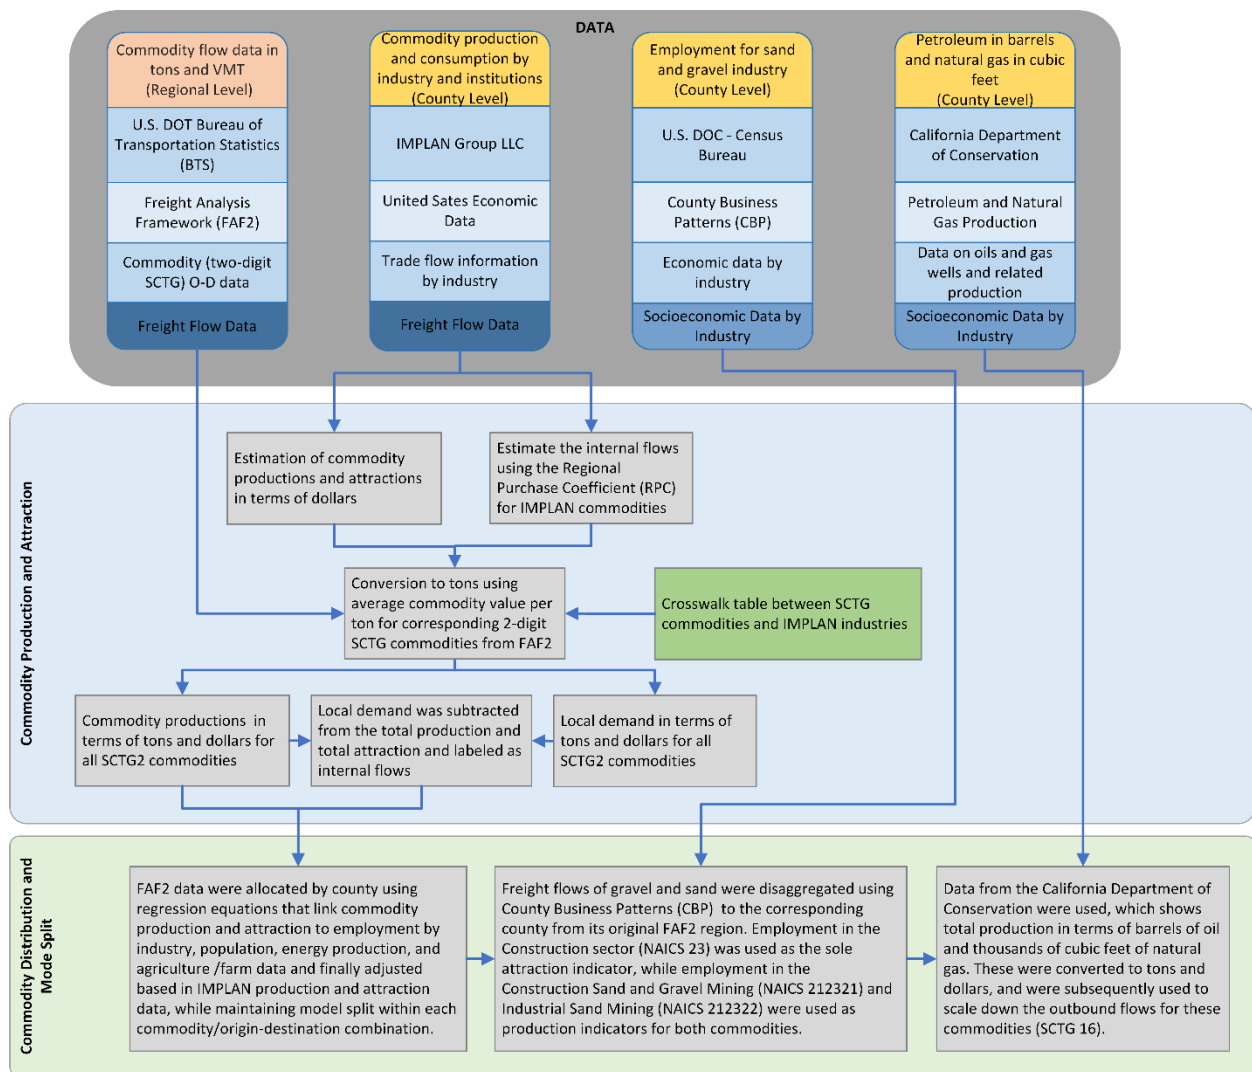 DATA
Commodity flow data in
tons and VMT
(Regional Level)
U.S. DOT Bureau of
Transportation Statistics
(BTS)
Freight Analysis
Framework (FAF2)
Commodity (two-digit
SCTG) O-D data
Freight Flow Data
Commodity production
and consumption by
industry and institutions
(County Level)
IMPLAN Group LLC
United Sates Economic
Data
Trade flow information
by industry
Freight Flow Data
Employment for sand
and gravel industry
(County Level)
U.S. DOC - Census
Bureau
County Business
Patterns (CBP)
Economic data by
industry
Socioeconomic Data by
Industry
Petroleum in barrels
and natural gas in cubic
feet
(County Level)
California Department
of Conservation
Petroleum and Natural
Gas Production
Data on oils and gas
wells and related
production
Socioeconomic Data by
Industry
Commodity Production and Attraction
Estimation of commodity
productions and attractions
in terms of dollars
Estimate the internal flows
using the Regional
Purchase Coefficient (RPC)
for IMPLAN commodities
Conversion to tons using
average commodity value per
ton for corresponding 2-digit
SCTG commodities from FAF2
Crosswalk table between SCTG
commodities and IMPLAN industries
Commodity productions in
terms of tons and dollars for
all SCTG2 commodities
Local demand was subtracted
from the total production and
total attraction and labeled as
internal flows
Local demand in terms of
tons and dollars for all
SCTG2 commodities
Commodity Distribution and
Mode Split
FAF2 data were allocated by county using
regression equations that link commodity
production and attraction to employment by
industry, population, energy production, and
agriculture /farm data and finally adjusted
based in IMPLAN production and attraction
data, while maintaining model split within each
commodity/origin-destination combination.
Freight flows of gravel and sand were disaggregated using
County Business Patterns (CBP) to the corresponding
county from its original FAF2 region. Employment in the
Construction sector (NAICS 23) was used as the sole
attraction indicator, while employment in the
Construction Sand and Gravel Mining (NAICS 212321) and
Industrial Sand Mining (NAICS 212322) were used as
production indicators for both commodities.
Data from the California Department of
Conservation were used, which shows
total production in terms of barrels of oil
and thousands of cubic feet of natural
gas. These were converted to tons and
dollars, and were subsequently used to
scale down the outbound flows for these
commodities (SCTG 16).